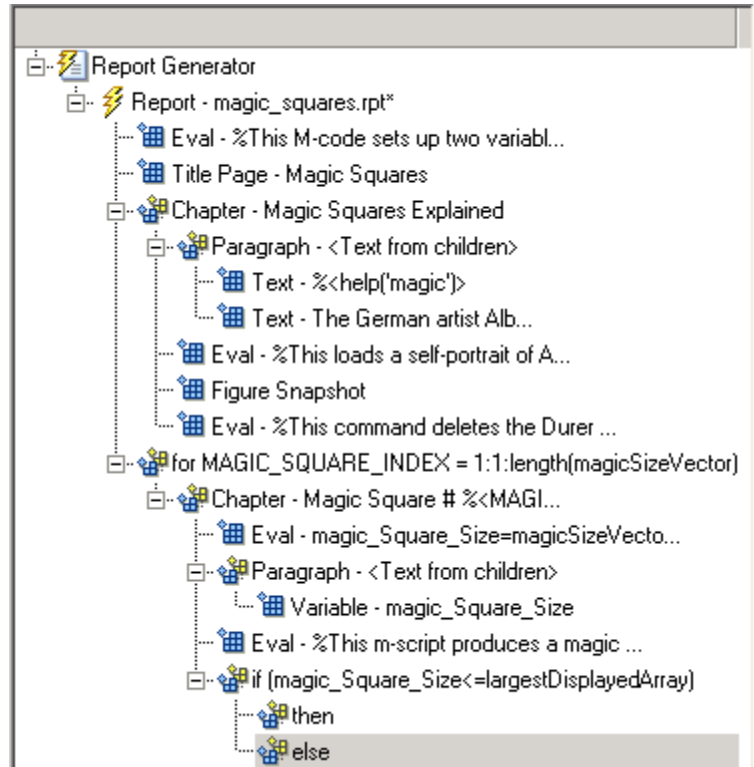 Report Generator
Report - magic_squares.rpt*
Eval - %This M-code sets up two variabl...
Title Page - Magic Squares
Chapter - Magic Squares Explained
Paragraph - <Text from children>
Text - %<help('magic')>
Text - The German artist Alb...
Eval - %This loads a self-portrait of A...
Figure Snapshot
Eval - %This command deletes the Durer ...
for MAGIC_SQUARE_INDEX = 1:1:length(magicSizeVector)
Chapter - Magic Square # %<MAGI...
Eval - magic_Square_Size=magicSizeVecto...
Paragraph - <Text from children>
Variable - magic_Square_Size
Eval - %This m-script produces a magic ...
if (magic_Square_Size<=largestDisplayedArray)
then
else